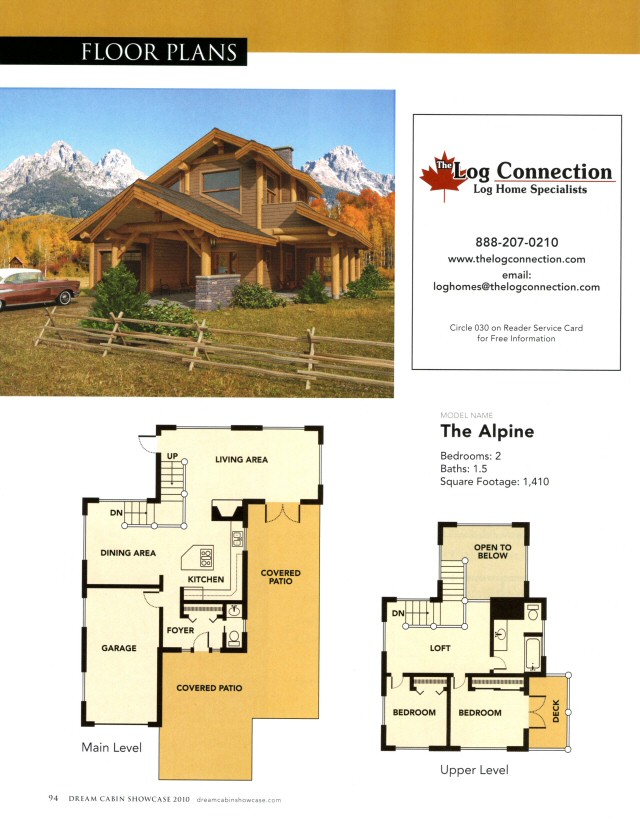 FLOOR PLANS
The Log Connection
Log Home Specialists
888-207-0210
www.thelogconnection.com
email:
loghomes@thelogconnection.com
Circle 030 on Reader Service Card
for Free Information
MODEL NAME
The Alpine
Bedrooms: 2
Baths: 1.5
Square Footage: 1,410
UP
LIVING AREA
DN
DINING AREA
KITCHEN
COVERED
PATIO
FOYER
GARAGE
COVERED PATIO
Main Level
OPEN TO
BELOW
DN
LOFT
BEDROOM
BEDROOM
DECK
Upper Level
94 DREAM CABIN SHOWCASE 2010 dreamcabinshowcase.com